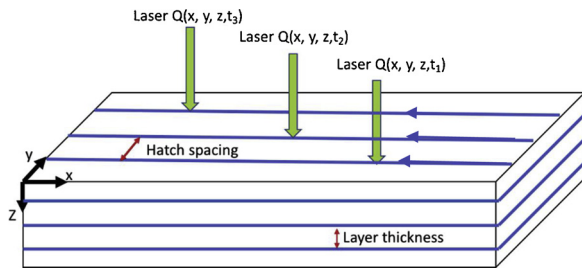 Laser Q(x, y, z,t₃)
Laser Q(x, y, z,t₂)
Laser Q(x, y, z,t₁)
Hatch spacing
y
x
Z
Layer thickness